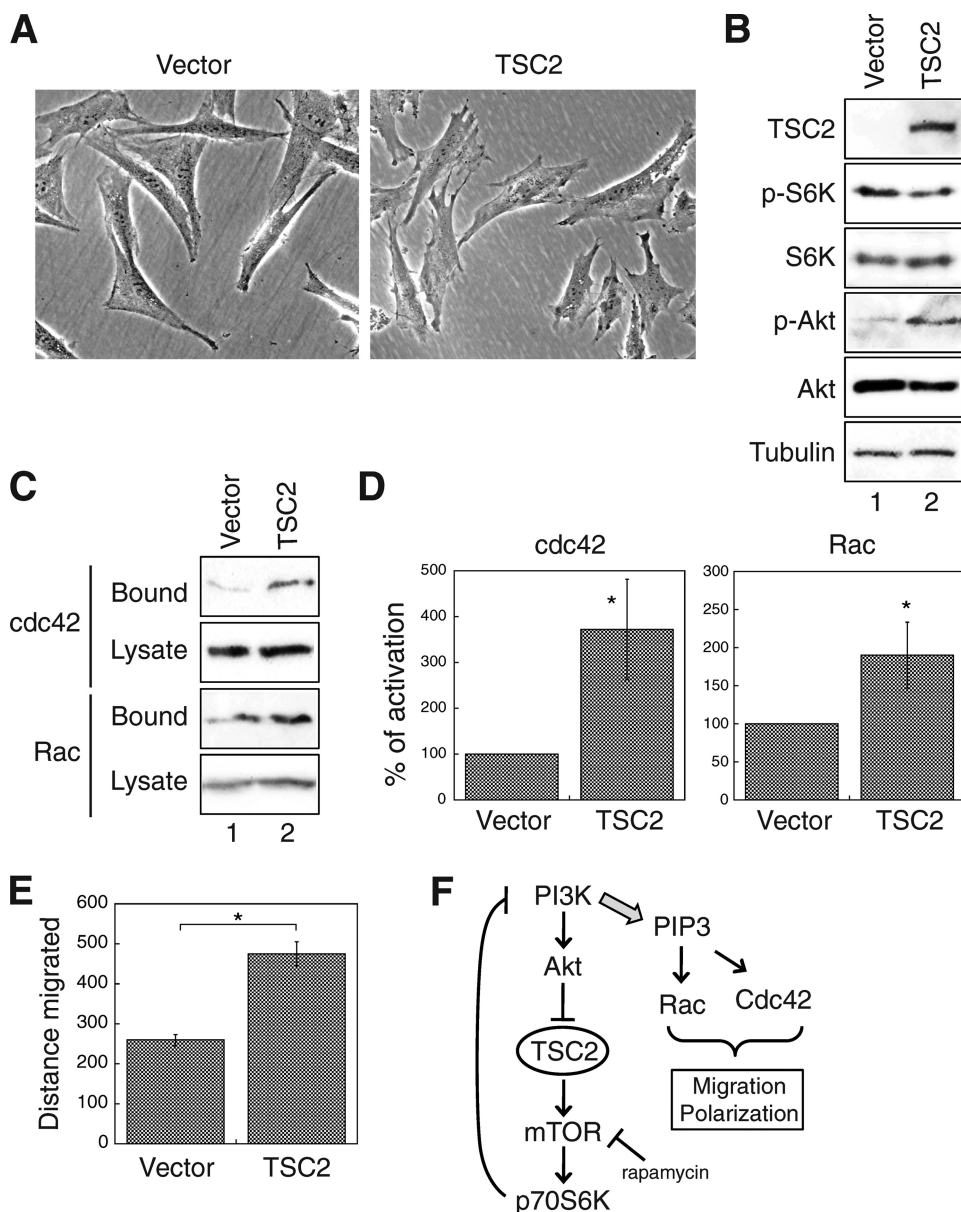 A
Vector
TSC2
B
Vector
TSC2
TSC2
p-S6K
S6K
p-Akt
Akt
Tubulin
1 2
C
Vector
TSC2
cdc42
Bound
Lysate
Rac
Bound
Lysate
1 2
D
cdc42
% of activation
500
400
300
200
100
0
*
Vector TSC2
Rac
300
250
200
150
100
50
0
*
Vector TSC2
E
Distance migrated
600
500
400
300
200
100
0
*
Vector TSC2
F
PI3K
PIP3
Akt
Rac
Cdc42
TSC2
Migration
Polarization
mTOR
rapamycin
p70S6K